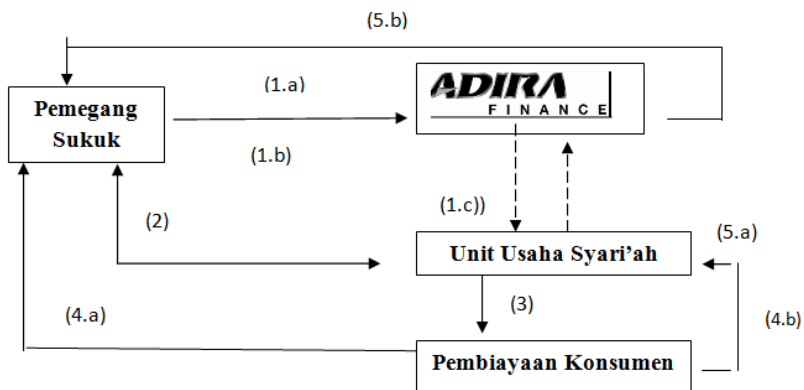 (5.b)
(1.a)
ADIRA
FINANCE
Pemegang
Sukuk
(1.b)
(1.c))
(2)
(5.a)
Unit Usaha Syari’ah
(3)
(4.a)
(4.b)
Pembiayaan Konsumen